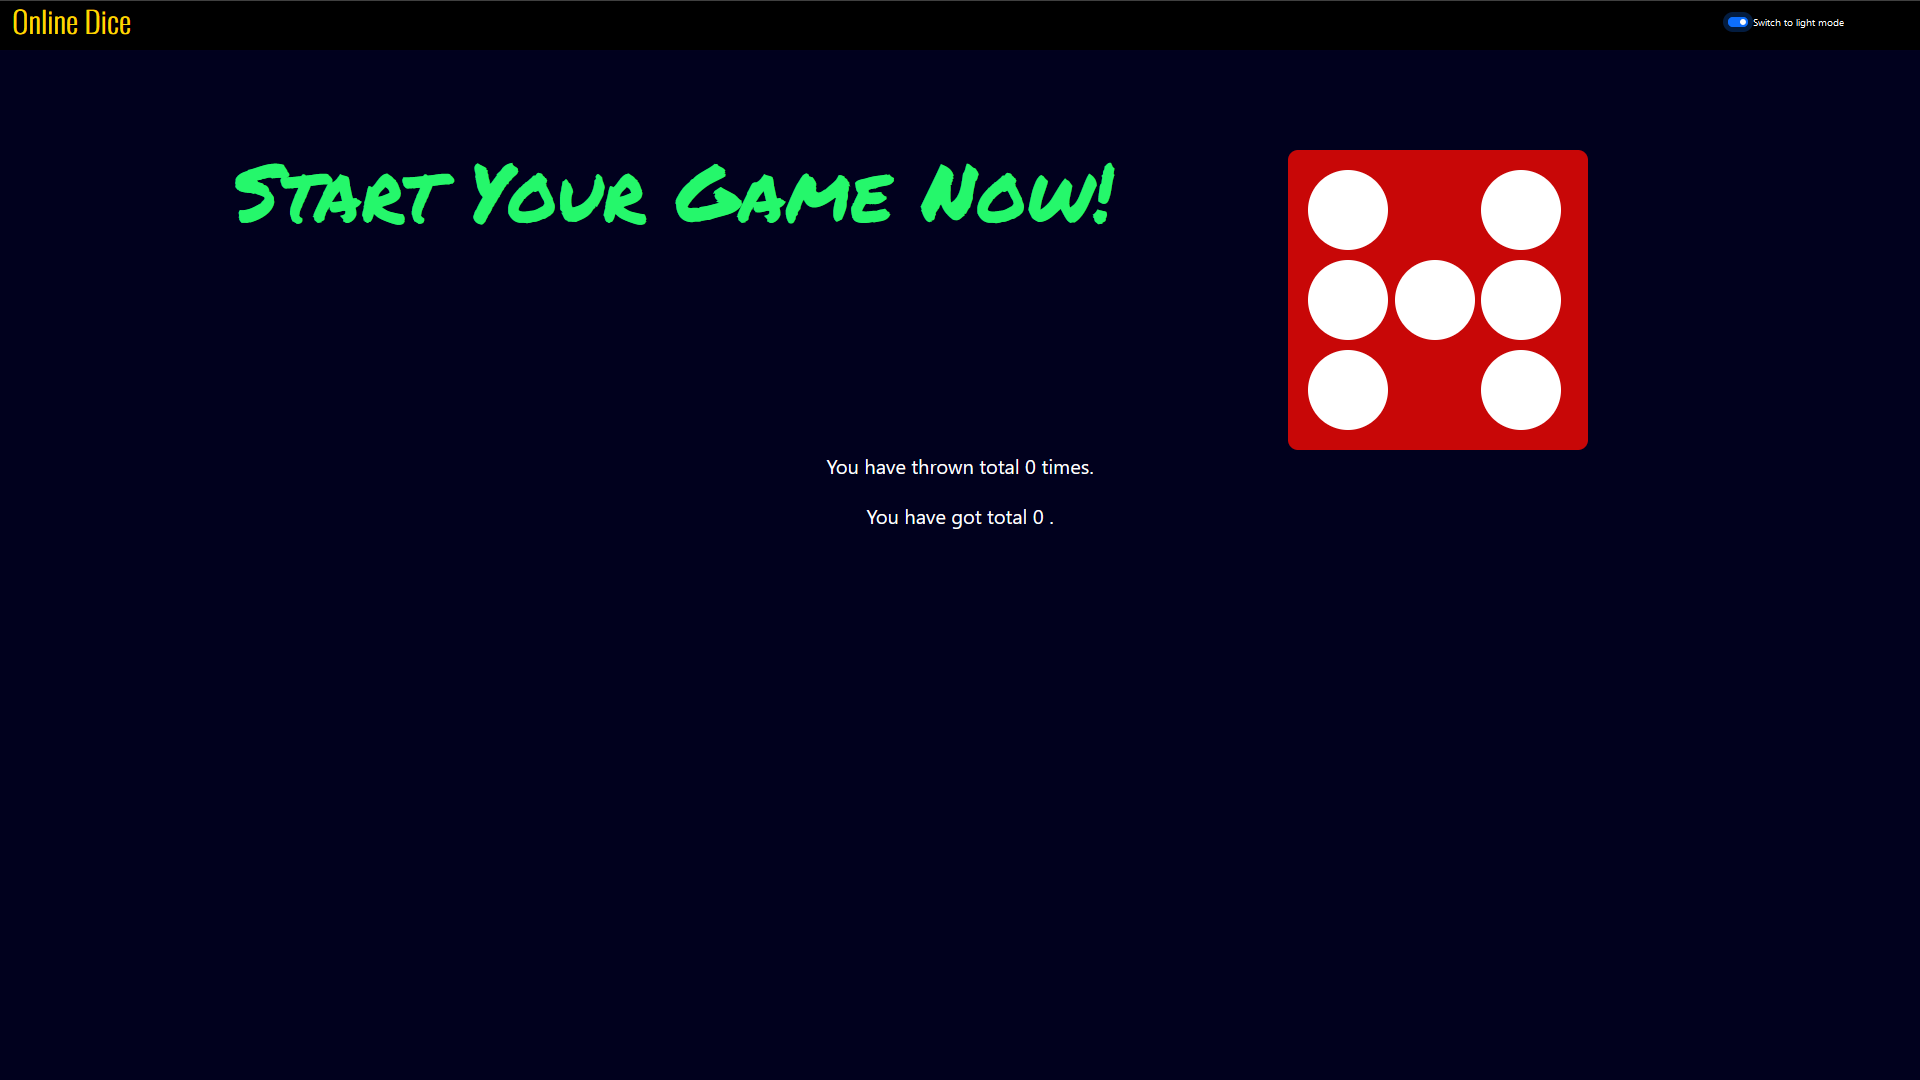 Online Dice
Switch to light mode
Start Your Game Now!
You have thrown total 0 times.
You have got total 0 .